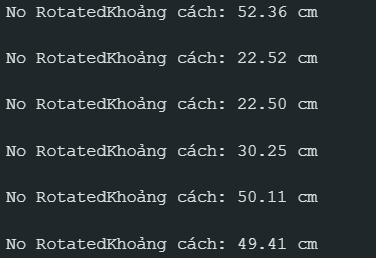 No RotatedKhoảng cách: 52.36 cm
No RotatedKhoảng cách: 22.52 cm
No RotatedKhoảng cách: 22.50 cm
No RotatedKhoảng cách: 30.25 cm
No RotatedKhoảng cách: 50.11 cm
No RotatedKhoảng cách: 49.41 cm